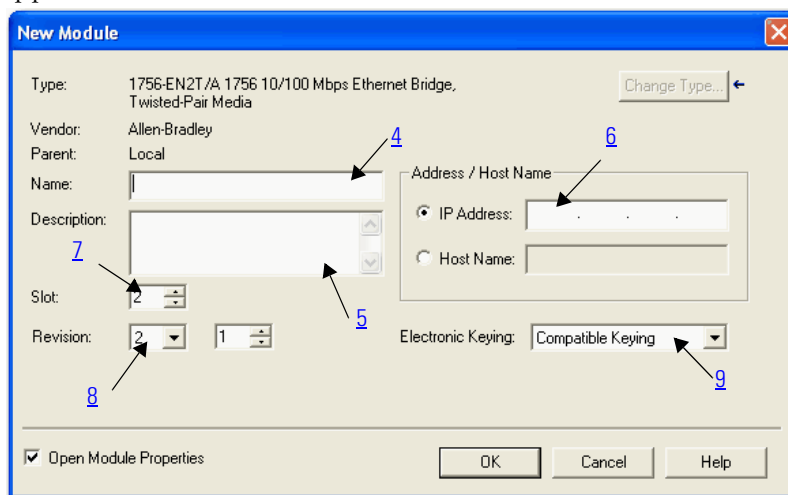 New Module
Type: 1756-EN2T/A 1756 10/100 Mbps Ethernet Bridge, Change Type...
Twisted-Pair Media
Vendor: Allen-Bradley
4
6
Parent: Local
Address / Host Name
Name:
IP Address: . . .
Description:
7
Host Name:
Slot: 2
5
Revision: 2 1 Electronic Keying: Compatible Keying
8
9
Open Module Properties OK Cancel Help